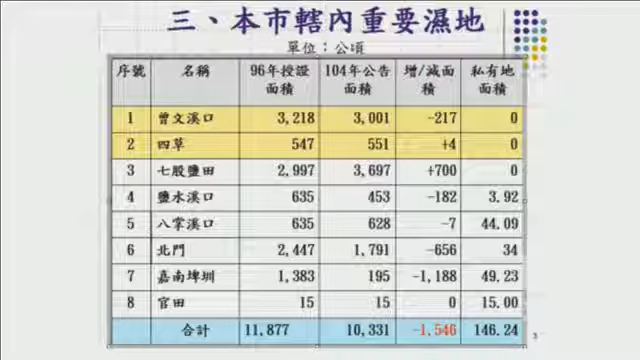 三、本市轄內重要濕地
單位：公頃
序號 名稱 96年授證面積 104年公告面積 增/減面積 私有地面積
1 曾文溪口 3,218 3,001 -217 0
2 四草 547 551 +4 0
3 七股鹽田 2,997 3,697 +700 0
4 鹽水溪口 635 453 -182 3.92
5 八掌溪口 635 628 -7 44.09
6 北門 2,447 1,791 -656 34
7 嘉南埤圳 1,383 195 -1,188 49.23
8 官田 15 15 0 15.00
合計 11,877 10,331 -1,546 146.24
3